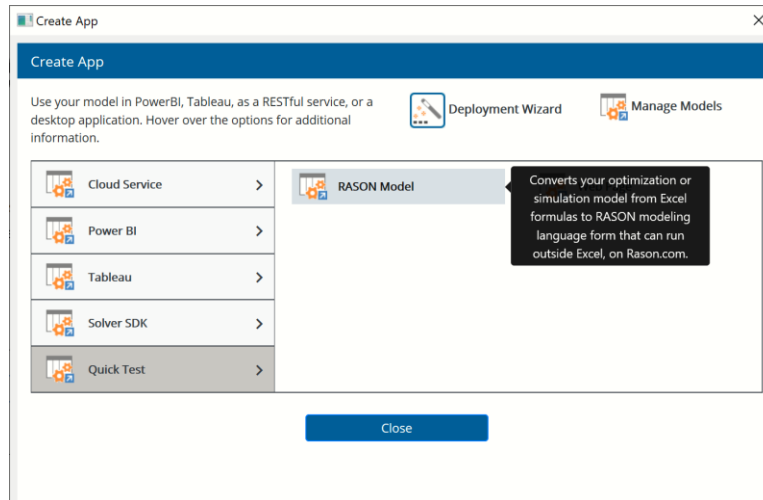 Create App
Create App
Use your model in PowerBI, Tableau, as a RESTful service, or a
desktop application. Hover over the options for additional
information.
Deployment Wizard
Manage Models
Cloud Service
Power BI
Tableau
Solver SDK
Quick Test
RASON Model
Converts your optimization or
simulation model from Excel
formulas to RASON modeling
language form that can run
outside Excel, on Rason.com.
Close